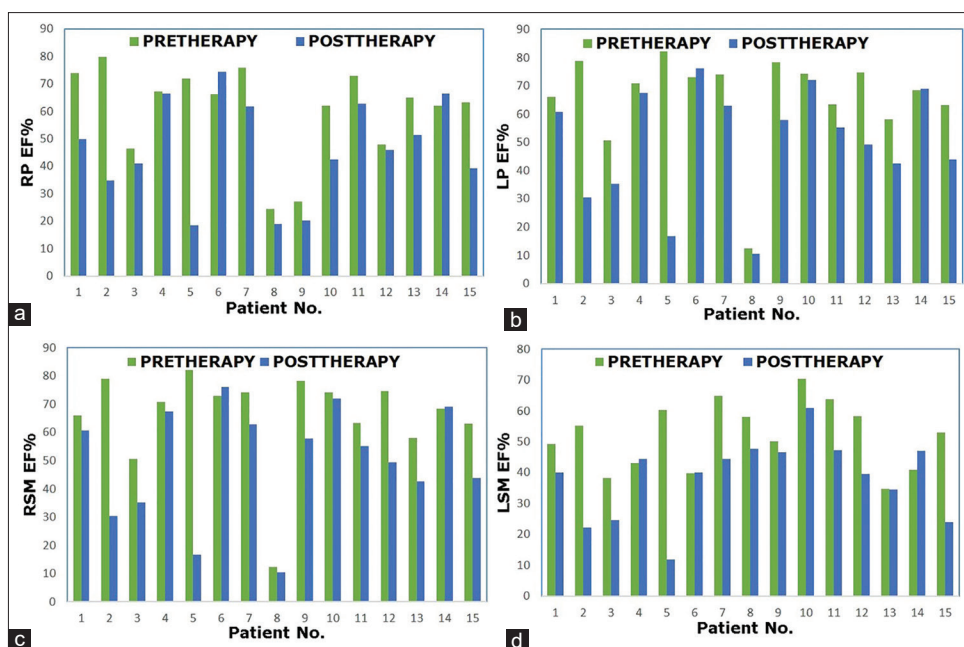 90
80
70
60
50
40
30
20
10
0
RP EF%
PRETHERAPY POSTTHERAPY
1 2 3 4 5 6 7 8 9 10 11 12 13 14 15
Patient No.
a
90
80
70
60
50
40
30
20
10
0
LP EF%
PRETHERAPY POSTTHERAPY
1 2 3 4 5 6 7 8 9 10 11 12 13 14 15
Patient No.
b
90
80
70
60
50
40
30
20
10
0
RSM EF%
PRETHERAPY POSTTHERAPY
1 2 3 4 5 6 7 8 9 10 11 12 13 14 15
Patient No.
c
80
70
60
50
40
30
20
10
0
LSM EF%
PRETHERAPY POSTTHERAPY
1 2 3 4 5 6 7 8 9 10 11 12 13 14 15
Patient No.
d